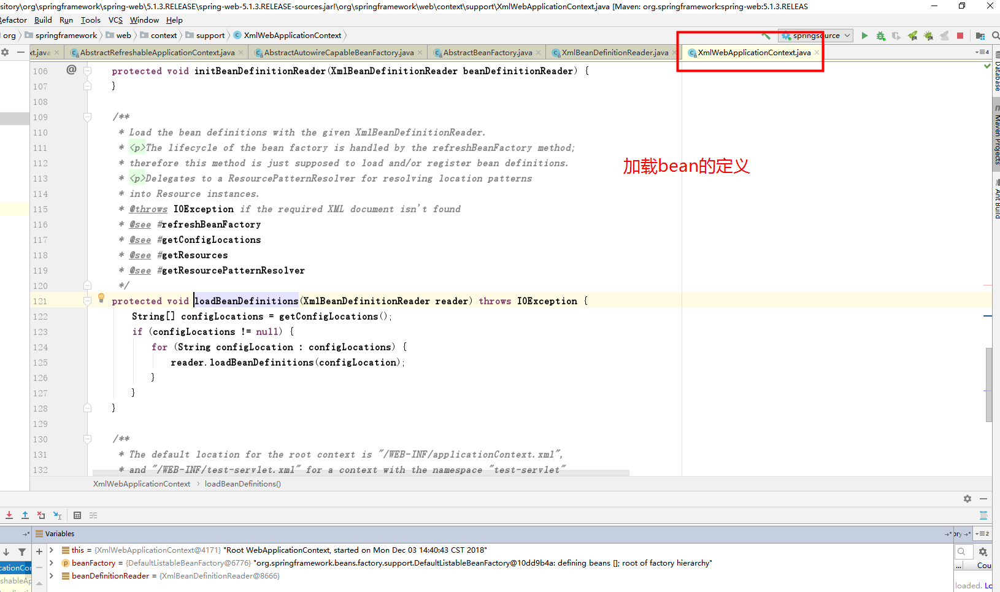 sitory\org\springframework\spring-web\5.1.3.RELEASE\spring-web-5.1.3.RELEASE-sources.jar!\org\springframework\web\context\support\XmlWebApplicationContext.java [Maven: org.springframework:spring-web:5.1.3.RELEAS
Refactor Build Run Tools VCS Window Help
org springframework web context support XmlWebApplicationContext springsource
xt.java AbstractRefreshableApplicationContext.java AbstractAutowireCapableBeanFactory.java AbstractBeanFactory.java XmlBeanDefinitionReader.java XmlWebApplicationContext.java 4
106 @ protected void initBeanDefinitionReader(XmlBeanDefinitionReader beanDefinitionReader) {
107 }
108
109 /**
110 * Load the bean definitions with the given XmlBeanDefinitionReader.
111 * <p>The lifecycle of the bean factory is handled by the refreshBeanFactory method;
112 * therefore this method is just supposed to load and/or register bean definitions.
113 * <p>Delegates to a ResourcePatternResolver for resolving location patterns
114 * into Resource instances.
115 * @throws IOException if the required XML document isn't found
116 * @see #refreshBeanFactory
117 * @see #getConfigLocations
118 * @see #getResources
119 * @see #getResourcePatternResolver
120 */
121 protected void loadBeanDefinitions(XmlBeanDefinitionReader reader) throws IOException {
122 String[] configLocations = getConfigLocations();
123 if (configLocations != null) {
124 for (String configLocation : configLocations) {
125 reader.loadBeanDefinitions(configLocation);
126 }
127 }
128 }
129
130 /**
131 * The default location for the root context is "/WEB-INF/applicationContext.xml",
132 * and "/WEB-INF/test-servlet.xml" for a context with the namespace "test-servlet"
加载bean的定义
Database
Maven Projects
Ant Build
XmlWebApplicationContext › loadBeanDefinitions()
Variables
2
this = {XmlWebApplicationContext@4171} "Root WebApplicationContext, started on Mon Dec 03 14:40:43 CST 2018"
beanFactory = {DefaultListableBeanFactory@6776} "org.springframework.beans.factory.support.DefaultListableBeanFactory@10dd9b4a: defining beans []; root of factory hierarchy"
beanDefinitionReader = {XmlBeanDefinitionReader@8666}
icationCon
shableAp
... Cou
loaded. Lo